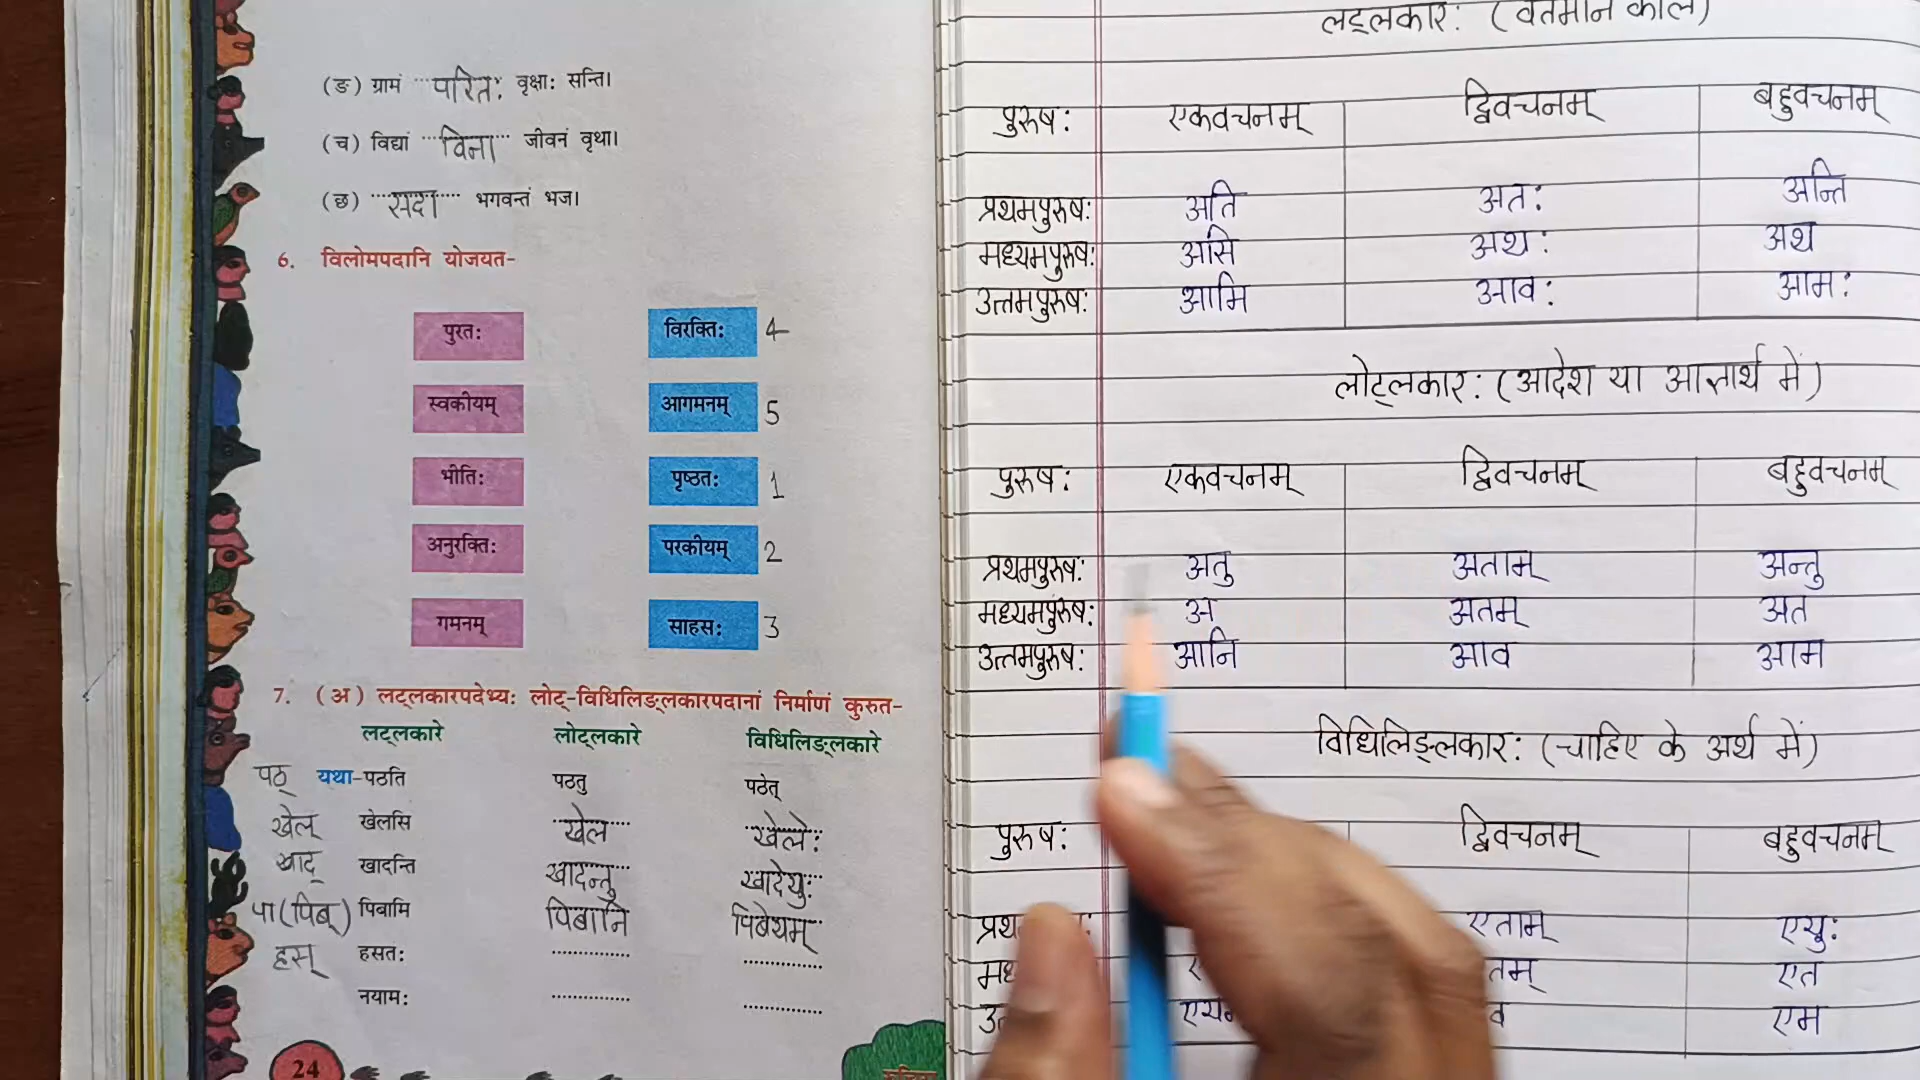 (ङ) ग्रामं परितः वृक्षाः सन्ति।
(च) विद्यां विना जीवनं वृथा।
(छ) सदा भगवन्तं भज।
6. विलोमपदानि योजयत-
पुरतः विरक्तिः 4
स्वकीयम् आगमनम् 5
भीतिः पृष्ठतः 1
अनुरक्तिः परकीयम् 2
गमनम् साहसः 3
7. (अ) लट्लकारपदेभ्यः लोट्-विधिलिङ्लकारपदानां निर्माणं कुरुत-
लट्लकारे लोट्लकारे विधिलिङ्लकारे
पठ् यथा-पठति पठतु पठेत्
खेल् खेलसि खेल खेलेः
खाद् खादन्ति खादन्तु खादेयुः
पा(पिब्) पिबामि पिबानि पिबेयम्
हस् हसतः
नयामः
24
लट्लकारः (वर्तमान काल)
पुरुषः एकवचनम् द्विवचनम् बहुवचनम्
प्रथमपुरुषः अति अतः अन्ति
मध्यमपुरुषः असि अथः अथ
उत्तमपुरुषः आमि आवः आमः
लोट्लकारः (आदेश या आज्ञार्थ में)
पुरुषः एकवचनम् द्विवचनम् बहुवचनम्
प्रथमपुरुषः अतु अताम् अन्तु
मध्यमपुरुषः अ अतम् अत
उत्तमपुरुषः आनि आव आम
विधिलिङ्लकारः (चाहिए के अर्थ में)
पुरुषः द्विवचनम् बहुवचनम्
एताम् एयुः
एत
एम